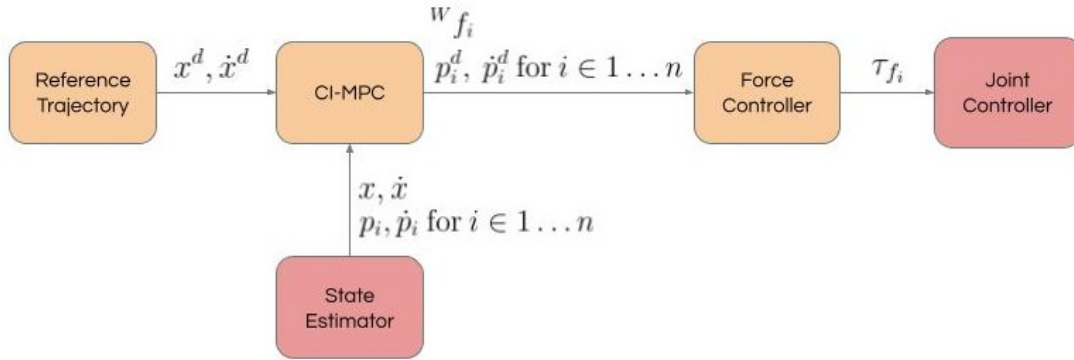 Reference
Trajectory
x^d, ẋ^d
CI-MPC
^W f_i
p_i^d, ṗ_i^d for i ∈ 1 … n
Force
Controller
τ_{f_i}
Joint
Controller
x, ẋ
p_i, ṗ_i for i ∈ 1 … n
State
Estimator